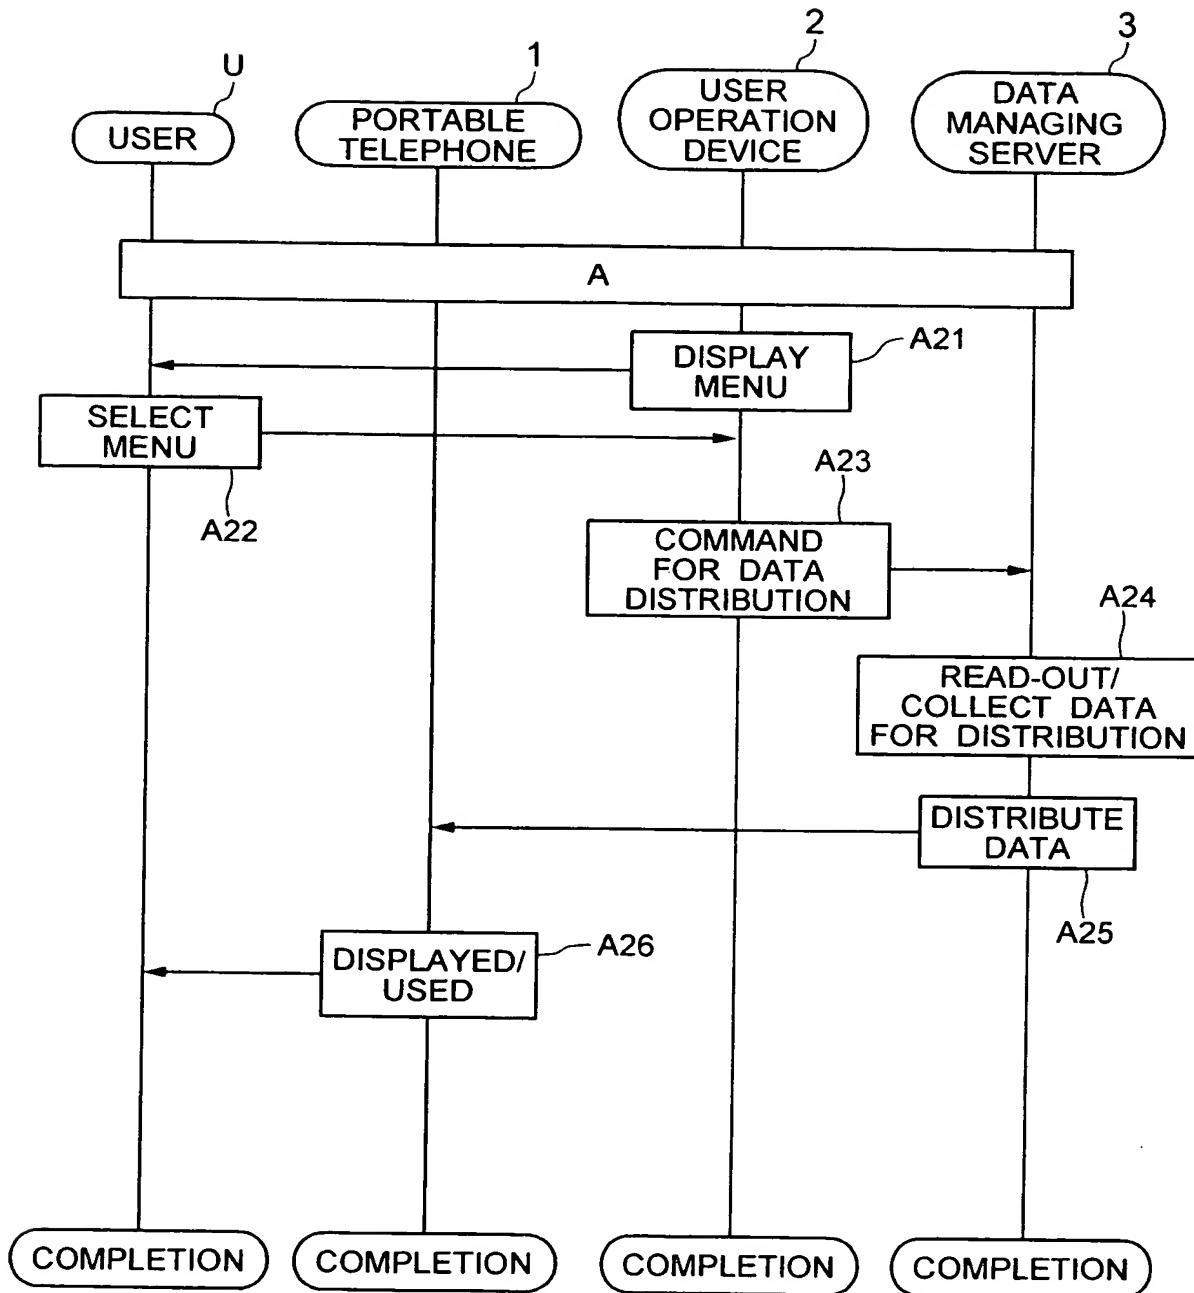 U
1
2
3
USER
PORTABLE
TELEPHONE
USER
OPERATION
DEVICE
DATA
MANAGING
SERVER
A
DISPLAY
MENU
A21
SELECT
MENU
A22
A23
COMMAND
FOR DATA
DISTRIBUTION
A24
READ-OUT/
COLLECT DATA
FOR DISTRIBUTION
DISTRIBUTE
DATA
A25
DISPLAYED/
USED
A26
COMPLETION
COMPLETION
COMPLETION
COMPLETION